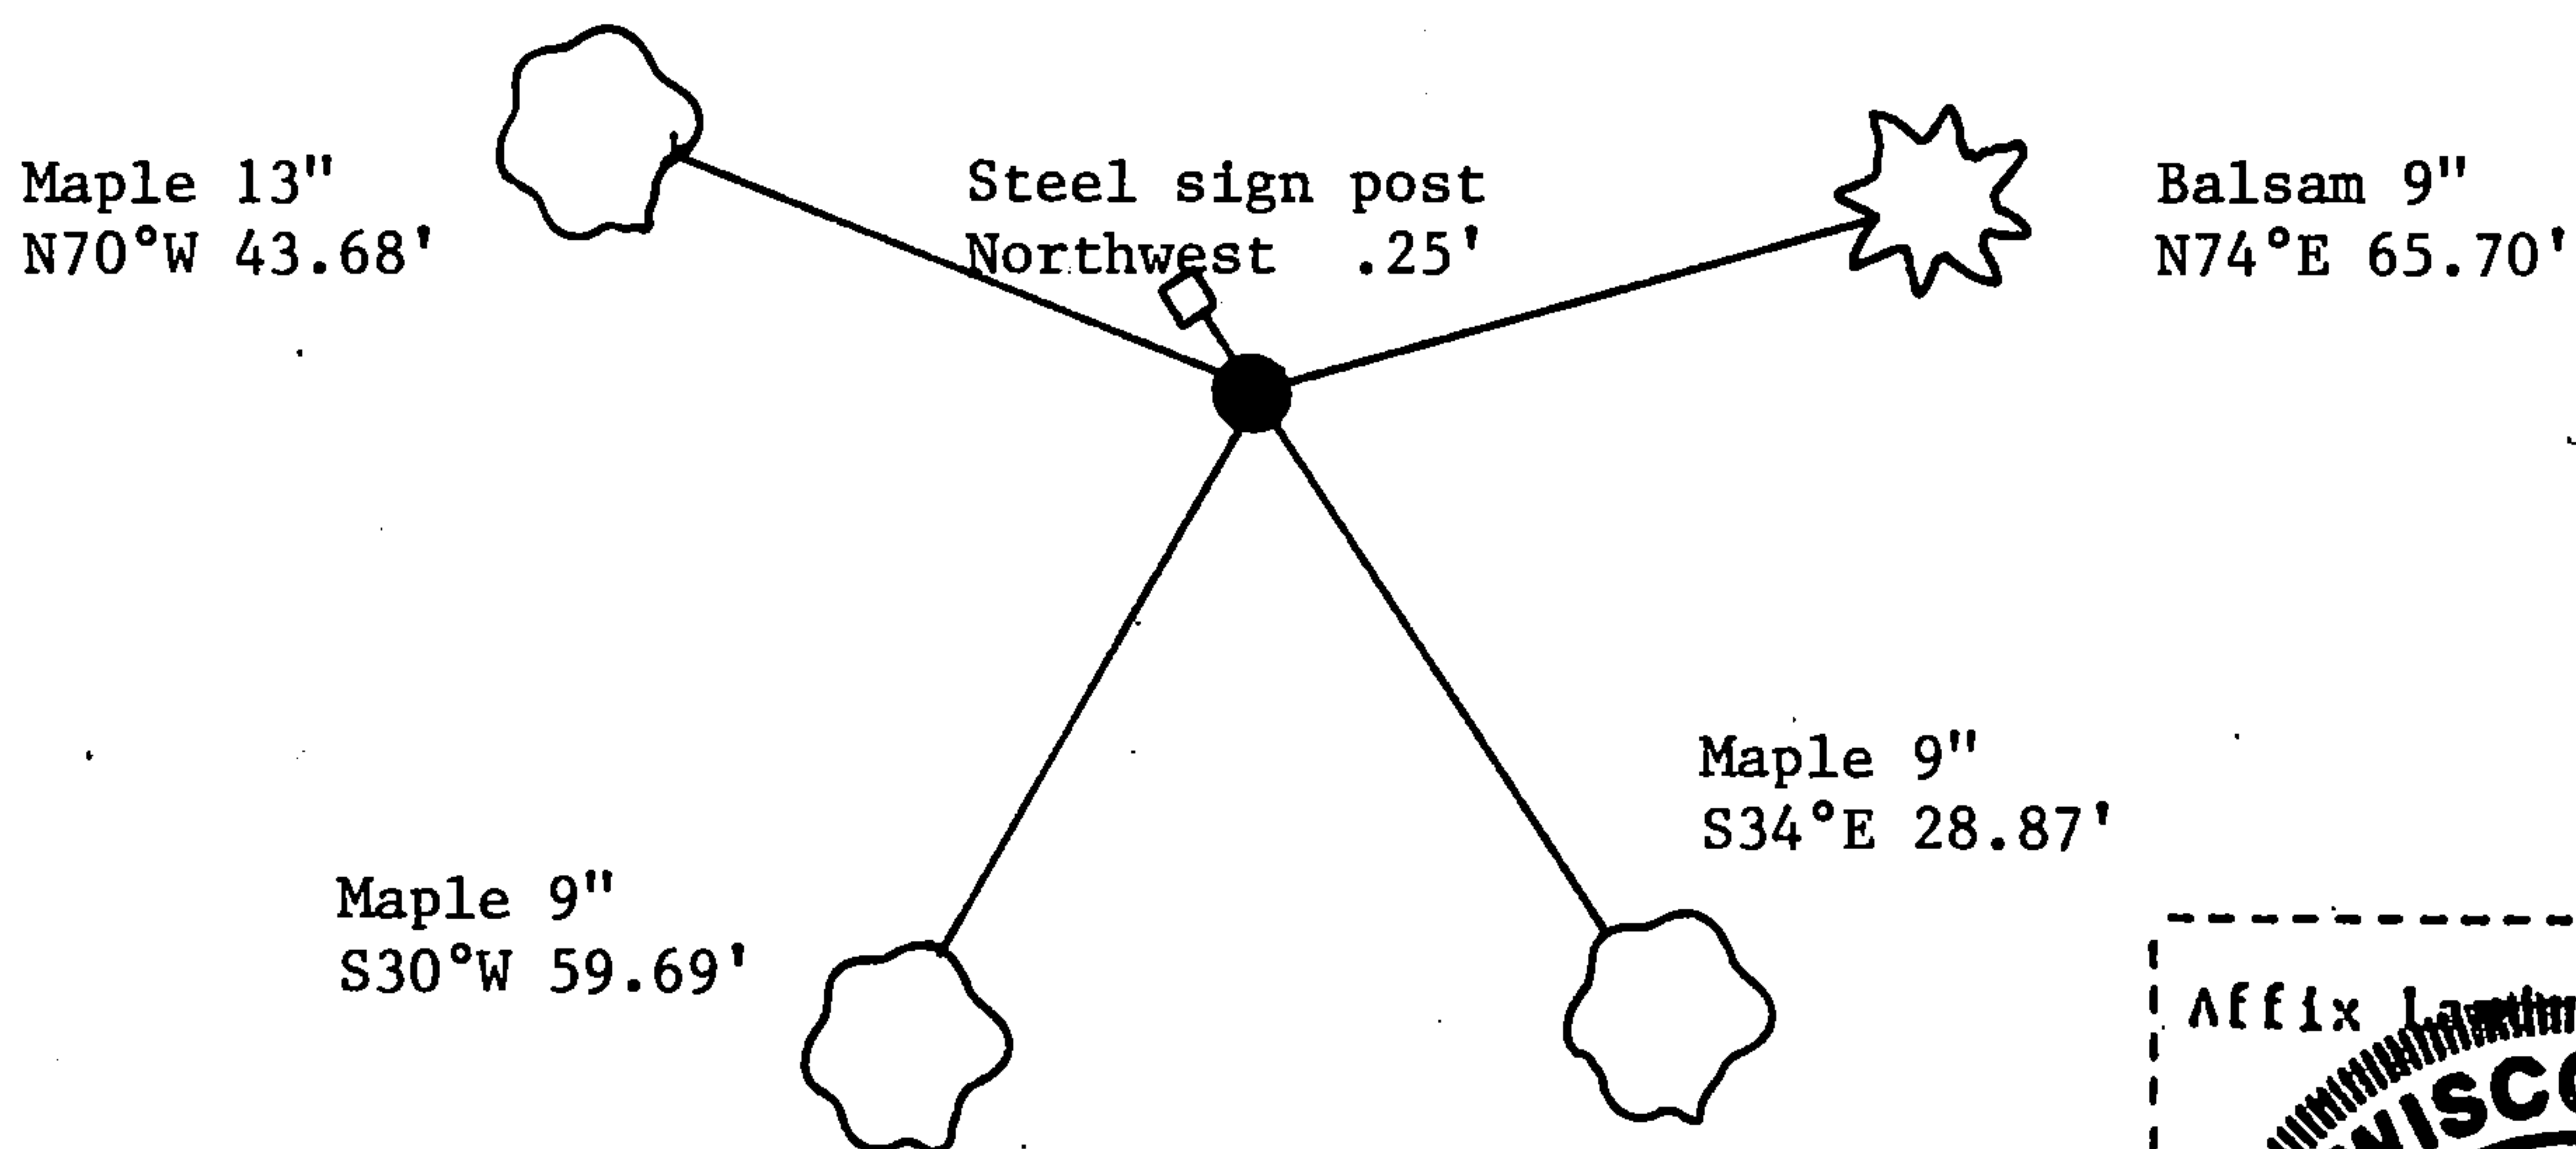 Maple 13"
N70°W 43.68'
Steel sign post
Northwest .25'
Balsam 9"
N74°E 65.70'
Maple 9"
S34°E 28.87'
Maple 9"
S30°W 59.69'
Affix